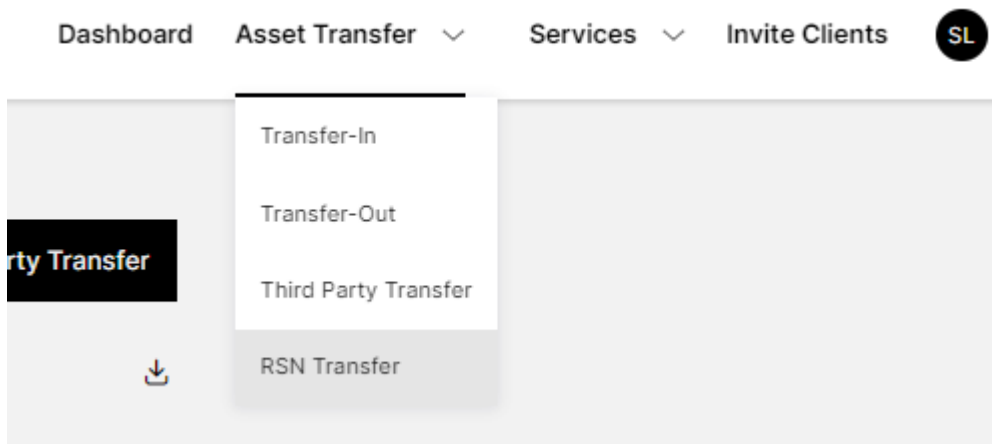 Dashboard Asset Transfer Services Invite Clients SL
Transfer-In
Transfer-Out
rty Transfer
Third Party Transfer
RSN Transfer